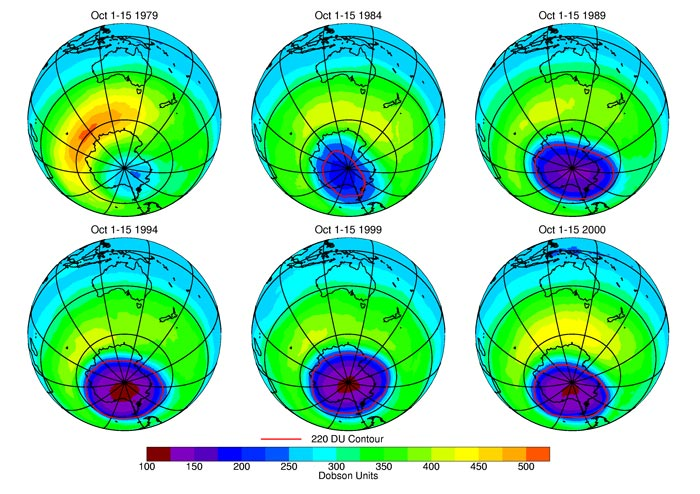 Oct 1-15 1979 Oct 1-15 1984 Oct 1-15 1989
Oct 1-15 1994 Oct 1-15 1999 Oct 1-15 2000
220 DU Contour
100 150 200 250 300 350 400 450 500
Dobson Units